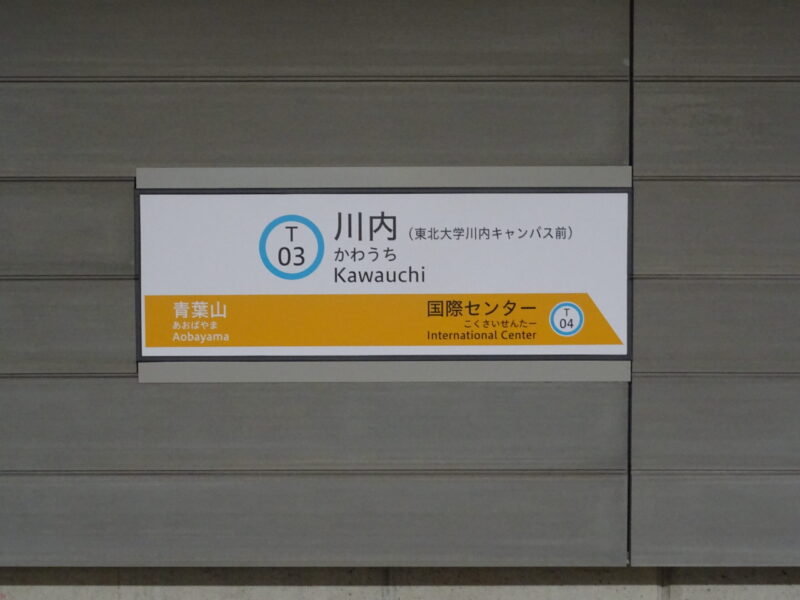 T
03
川内（東北大学川内キャンパス前）
かわうち
Kawauchi
青葉山
あおばやま
Aobayama
国際センター
こくさいせんたー
International Center
T
04